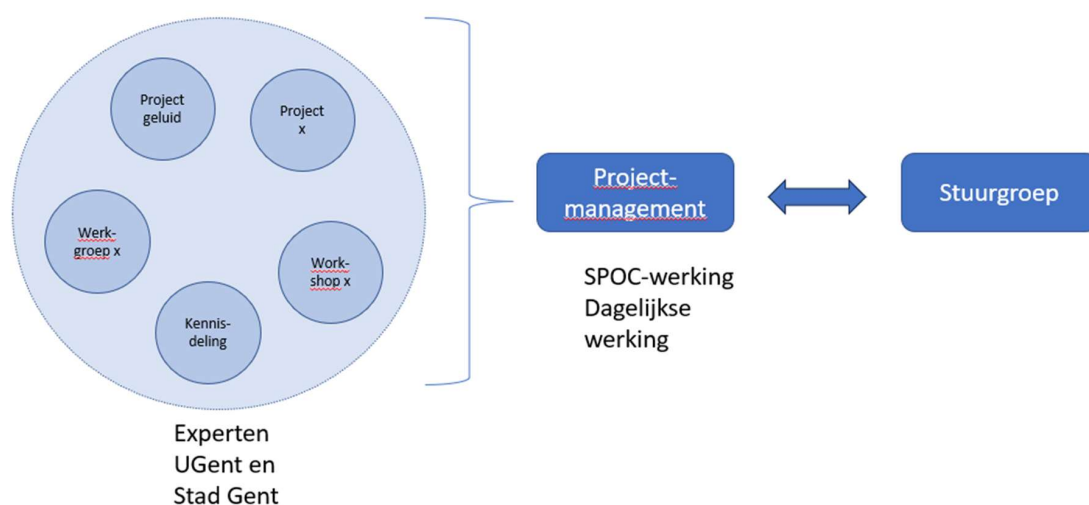 Project
geluid
Project
x
Werk-
groep x
Work-
shop x
Kennis-
deling
Experten
UGent en
Stad Gent
Project-
management
SPOC-werking
Dagelijkse
werking
Stuurgroep